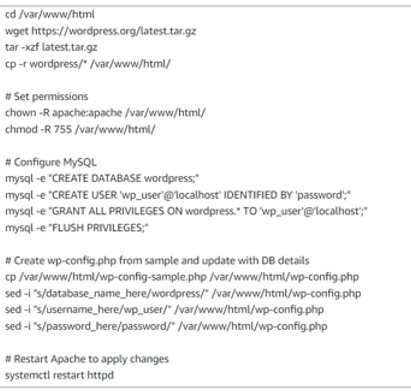 cd /var/www/html
wget https://wordpress.org/latest.tar.gz
tar -xzf latest.tar.gz
cp -r wordpress/* /var/www/html/

# Set permissions
chown -R apache:apache /var/www/html/
chmod -R 755 /var/www/html/

# Configure MySQL
mysql -e "CREATE DATABASE wordpress;"
mysql -e "CREATE USER 'wp_user'@'localhost' IDENTIFIED BY 'password';"
mysql -e "GRANT ALL PRIVILEGES ON wordpress.* TO 'wp_user'@'localhost';"
mysql -e "FLUSH PRIVILEGES;"

# Create wp-config.php from sample and update with DB details
cp /var/www/html/wp-config-sample.php /var/www/html/wp-config.php
sed -i "s/database_name_here/wordpress/" /var/www/html/wp-config.php
sed -i "s/username_here/wp_user/" /var/www/html/wp-config.php
sed -i "s/password_here/password/" /var/www/html/wp-config.php

# Restart Apache to apply changes
systemctl restart httpd